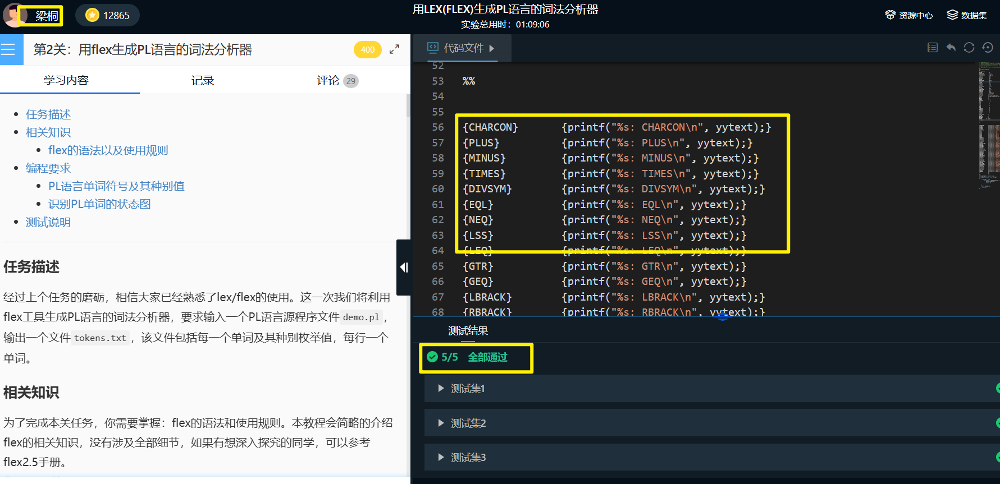 梁桐
12865
用LEX(FLEX)生成PL语言的词法分析器
实验总用时：01:09:06
资源中心
数据集
第2关：用flex生成PL语言的词法分析器
400
学习内容
记录
评论 29
任务描述
相关知识
flex的语法以及使用规则
编程要求
PL语言单词符号及其种别值
识别PL单词的状态图
测试说明
任务描述
经过上个任务的磨砺，相信大家已经熟悉了lex/flex的使用。这一次我们将利用
flex工具生成PL语言的词法分析器，要求输入一个PL语言源程序文件demo.pl，
输出一个文件tokens.txt，该文件包括每一个单词及其种别枚举值，每行一个
单词。
相关知识
为了完成本关任务，你需要掌握：flex的语法和使用规则。本教程会简略的介绍
flex的相关知识，没有涉及全部细节，如果有想深入探究的同学，可以参考
flex2.5手册。
代码文件
52
53 %%
54
55
56 {CHARCON} {printf("%s: CHARCON\n", yytext);}
57 {PLUS} {printf("%s: PLUS\n", yytext);}
58 {MINUS} {printf("%s: MINUS\n", yytext);}
59 {TIMES} {printf("%s: TIMES\n", yytext);}
60 {DIVSYM} {printf("%s: DIVSYM\n", yytext);}
61 {EQL} {printf("%s: EQL\n", yytext);}
62 {NEQ} {printf("%s: NEQ\n", yytext);}
63 {LSS} {printf("%s: LSS\n", yytext);}
64 {LEQ} {printf("%s: LEQ\n", yytext);}
65 {GTR} {printf("%s: GTR\n", yytext);}
66 {GEQ} {printf("%s: GEQ\n", yytext);}
67 {LBRACK} {printf("%s: LBRACK\n", yytext);}
68 {RBRACK} {printf("%s: RBRACK\n", yytext);}
测试结果
5/5 全部通过
测试集1
测试集2
测试集3